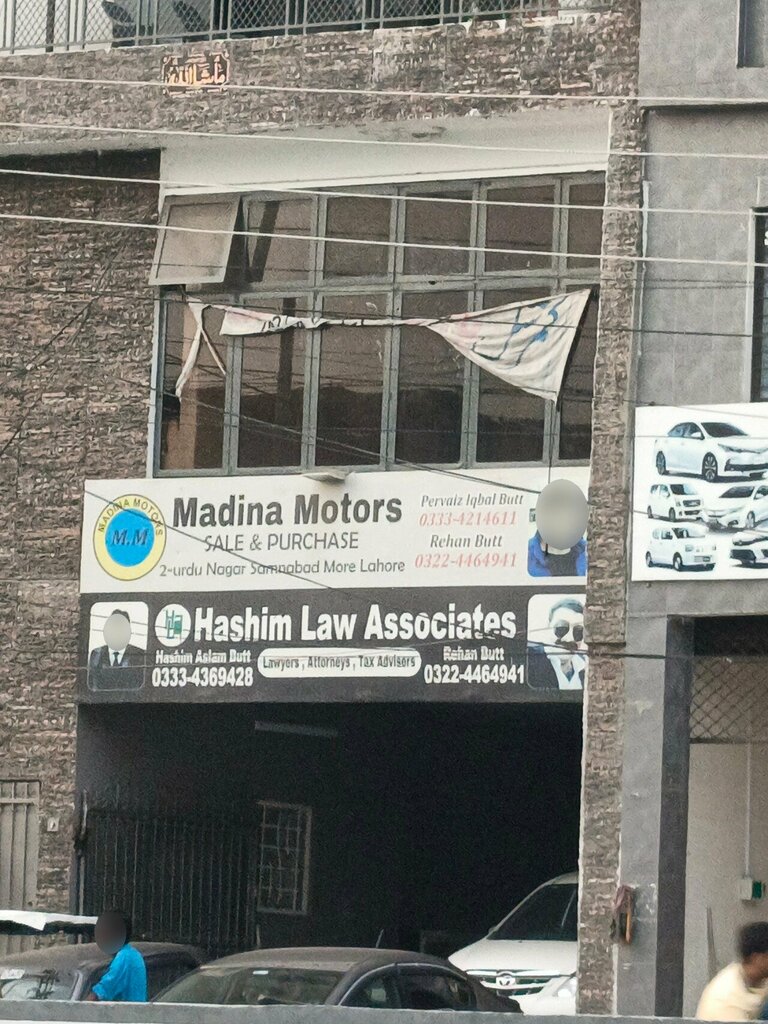 ماشاءاللہ
MADINA MOTORS
M.M
Madina Motors
SALE & PURCHASE
2-urdu Nagar Samnabad More Lahore
Pervaiz Iqbal Butt
0333-4214611
Rehan Butt
0322-4464941
Hashim Law Associates
Hashim Aslam Butt
0333-4369428
Lawyers, Attorneys, Tax Advisors
Rehan Butt
0322-4464941